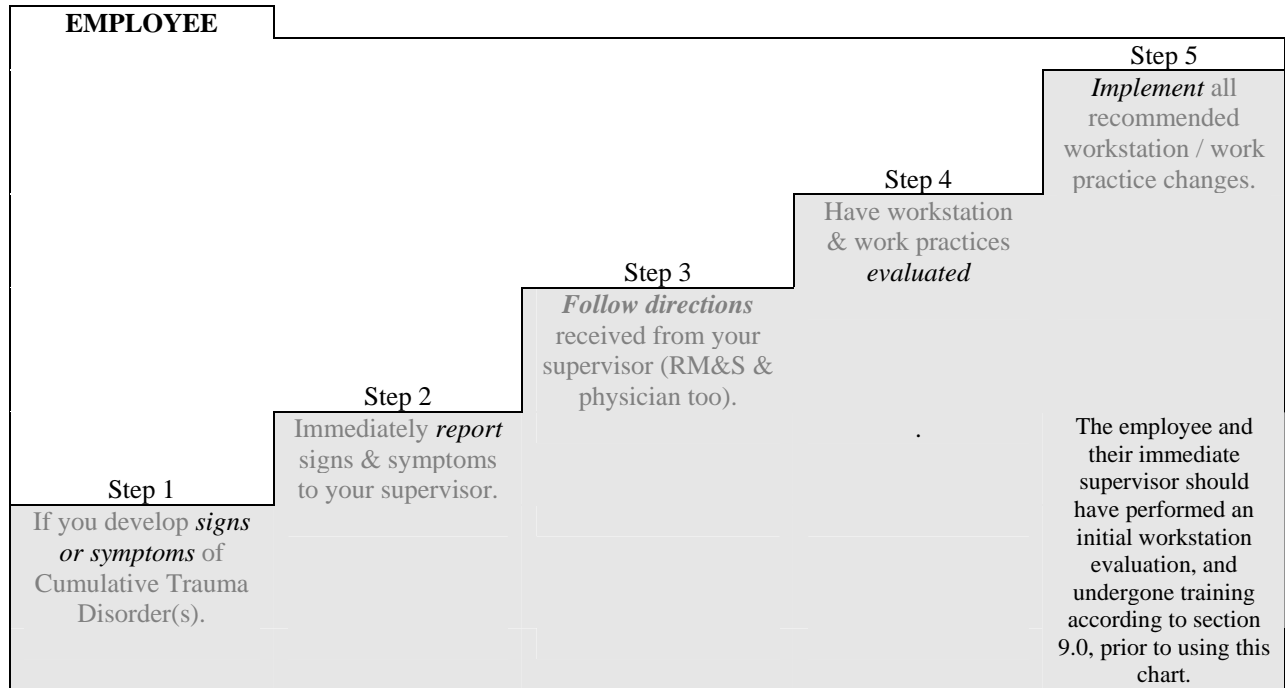 EMPLOYEE
Step 5
Implement all
recommended
workstation / work
practice changes.
Step 4
Have workstation
& work practices
evaluated
Step 3
Follow directions
received from your
supervisor (RM&S &
physician too).
Step 2
Immediately report
signs & symptoms
to your supervisor.
.
Step 1
If you develop signs
or symptoms of
Cumulative Trauma
Disorder(s).
The employee and
their immediate
supervisor should
have performed an
initial workstation
evaluation, and
undergone training
according to section
9.0, prior to using this
chart.